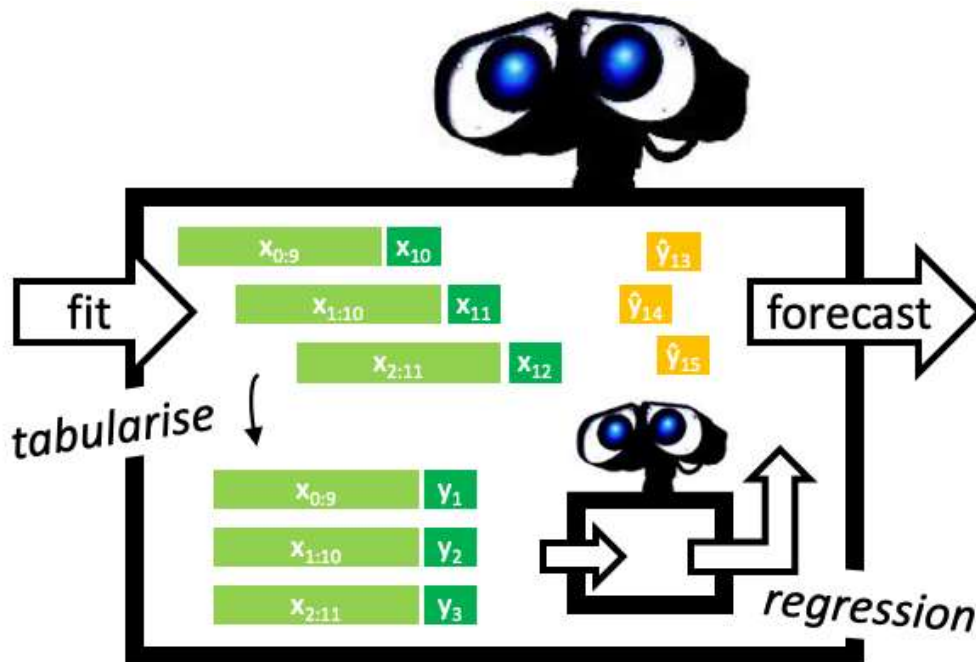 x0:9 x10 ŷ13
fit x1:10 x11 ŷ14 forecast
x2:11 x12 ŷ15
tabularise
x0:9 y1
x1:10 y2
x2:11 y3
regression